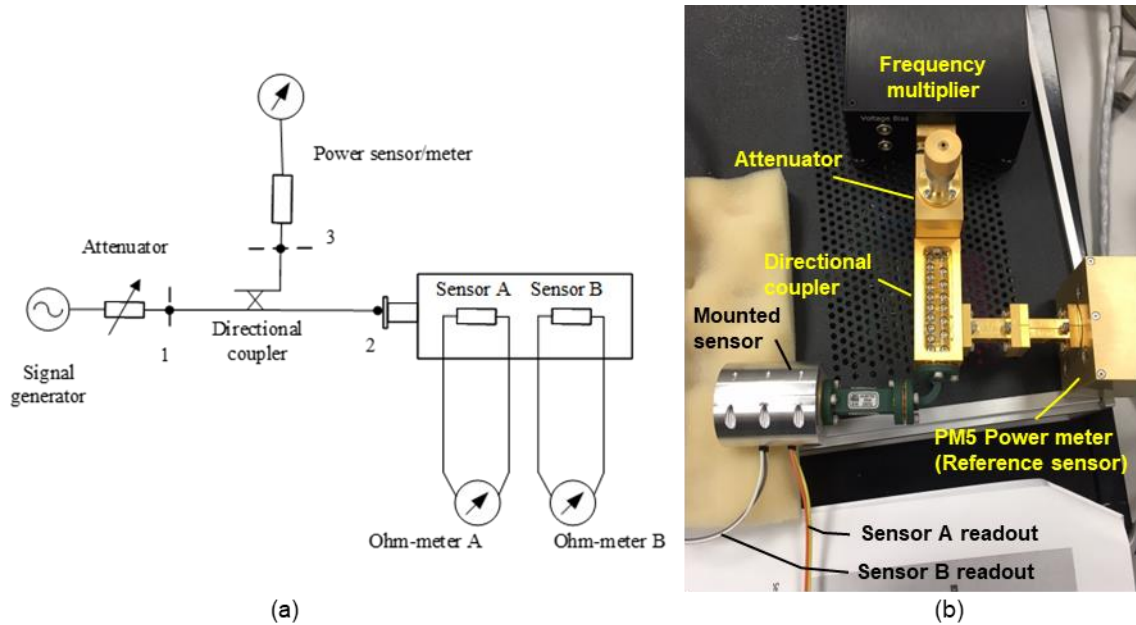 Power sensor/meter
3
Attenuator
Sensor A
Sensor B
Directional
coupler
1
2
Signal
generator
Ohm-meter A
Ohm-meter B
(a)
Frequency
multiplier
Voltage Bias
Attenuator
Directional
coupler
Mounted
sensor
PM5 Power meter
(Reference sensor)
Sensor A readout
Sensor B readout
(b)